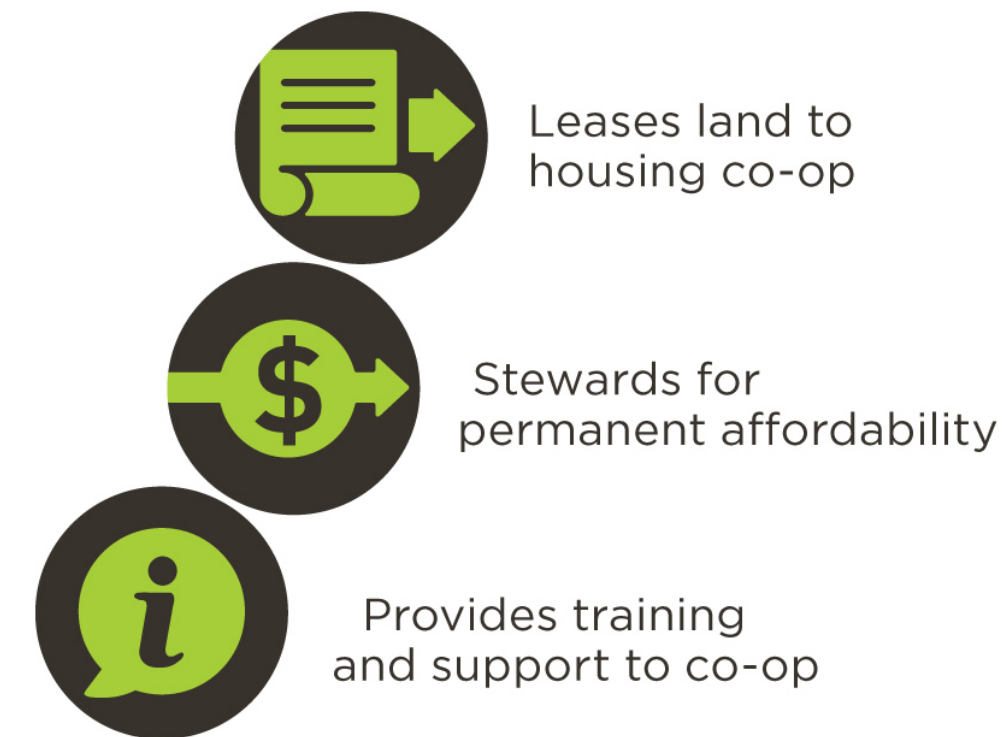 Leases land to
housing co-op
$
Stewards for
permanent affordability
i
Provides training
and support to co-op